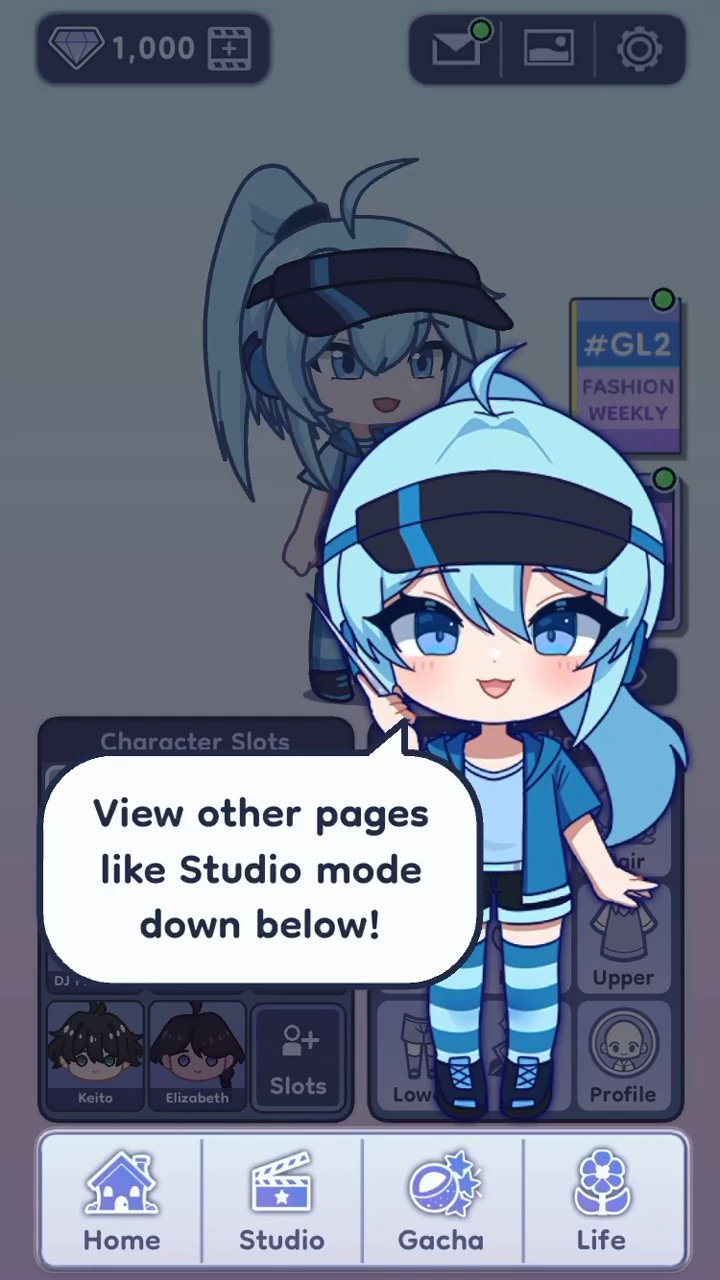 1,000
#GL2
FASHION
WEEKLY
Character Slots
View other pages
like Studio mode
down below!
Upper
Keito
Elizabeth
Slots
Profile
Home
Studio
Gacha
Life